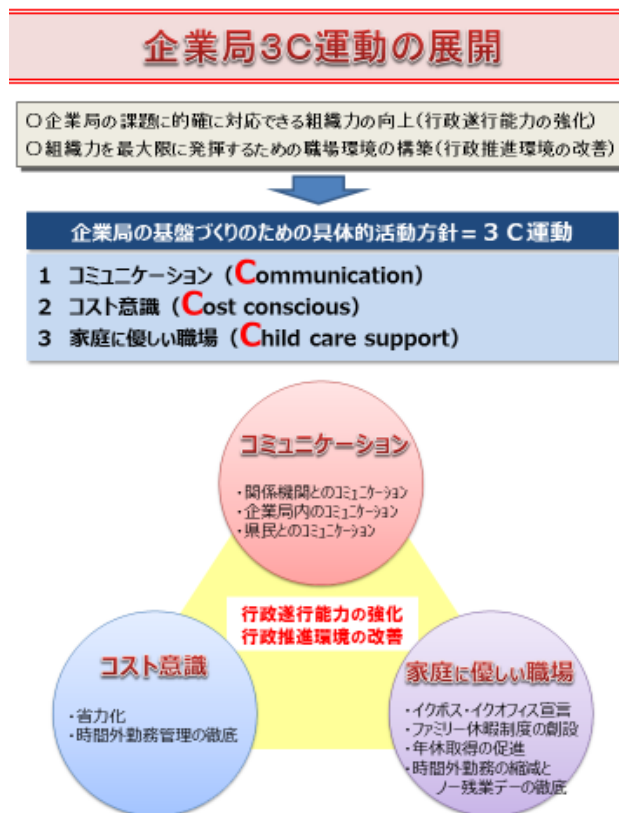 企業局3C運動の展開
○企業局の課題に的確に対応できる組織力の向上(行政遂行能力の強化)
○組織力を最大限に発揮するための職場環境の構築(行政推進環境の改善)
企業局の基盤づくりのための具体的活動方針=3C運動
1 コミュニケーション(Communication)
2 コスト意識(Cost conscious)
3 家庭に優しい職場(Child care support)
コミュニケーション
・関係機関とのコミュニケーション
・企業局内のコミュニケーション
・県民とのコミュニケーション
行政遂行能力の強化
行政推進環境の改善
コスト意識
・省力化
・時間外勤務管理の徹底
家庭に優しい職場
・イクボス・イクオフィス宣言
・ファミリー休暇制度の創設
・年休取得の促進
・時間外勤務の縮減と
ノー残業デーの徹底